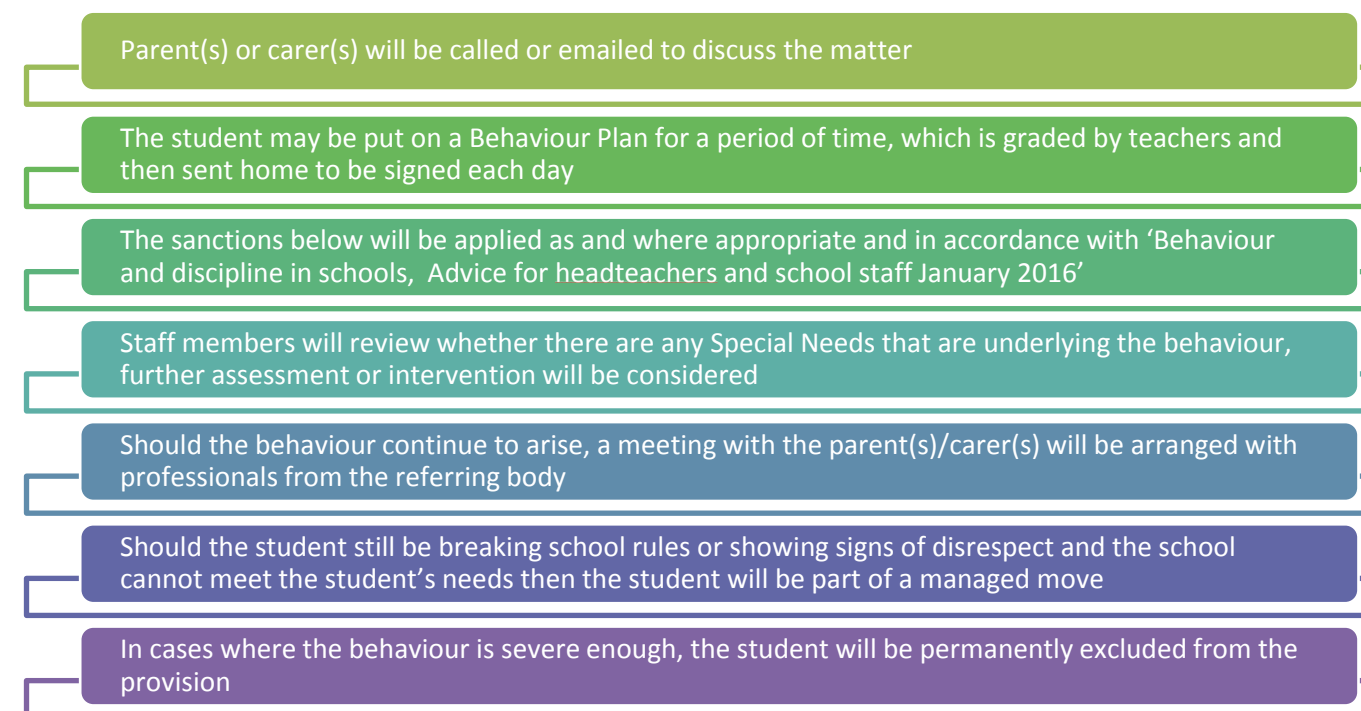 Parent(s) or carer(s) will be called or emailed to discuss the matter
The student may be put on a Behaviour Plan for a period of time, which is graded by teachers and
then sent home to be signed each day
The sanctions below will be applied as and where appropriate and in accordance with ‘Behaviour
and discipline in schools,  Advice for headteachers and school staff January 2016’
Staff members will review whether there are any Special Needs that are underlying the behaviour,
further assessment or intervention will be considered
Should the behaviour continue to arise, a meeting with the parent(s)/carer(s) will be arranged with
professionals from the referring body
Should the student still be breaking school rules or showing signs of disrespect and the school
cannot meet the student’s needs then the student will be part of a managed move
In cases where the behaviour is severe enough, the student will be permanently excluded from the
provision